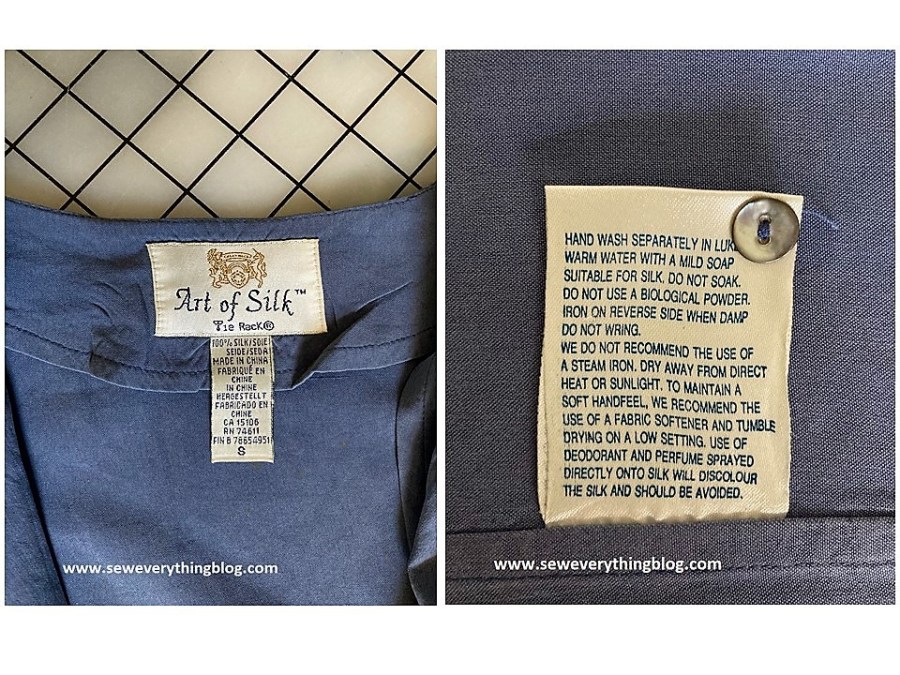 Art of Silk™
Tie Rack®
100% SILK/SOIE
SEIDE/SEDA
MADE IN CHINA
FABRIQUÉ EN
CHINE
IN CHINE
HERGESTELLT
FABRICADO EN
CHINE
CA 15106
RN 74611
FIN B 78654951
S
www.seweverythingblog.com
HAND WASH SEPARATELY IN
WARM WATER WITH A MILD SOAP
SUITABLE FOR SILK. DO NOT SOAK.
DO NOT USE A BIOLOGICAL POWDER.
IRON ON REVERSE SIDE WHEN DAMP
DO NOT WRING.
WE DO NOT RECOMMEND THE USE OF
A STEAM IRON. DRY AWAY FROM DIRECT
HEAT OR SUNLIGHT. TO MAINTAIN A
SOFT HANDFEEL, WE RECOMMEND THE
USE OF A FABRIC SOFTENER AND TUMBLE
DRYING ON A LOW SETTING. USE OF
DEODORANT AND PERFUME SPRAYED
DIRECTLY ONTO SILK WILL DISCOLOUR
THE SILK AND SHOULD BE AVOIDED.
www.seweverythingblog.com